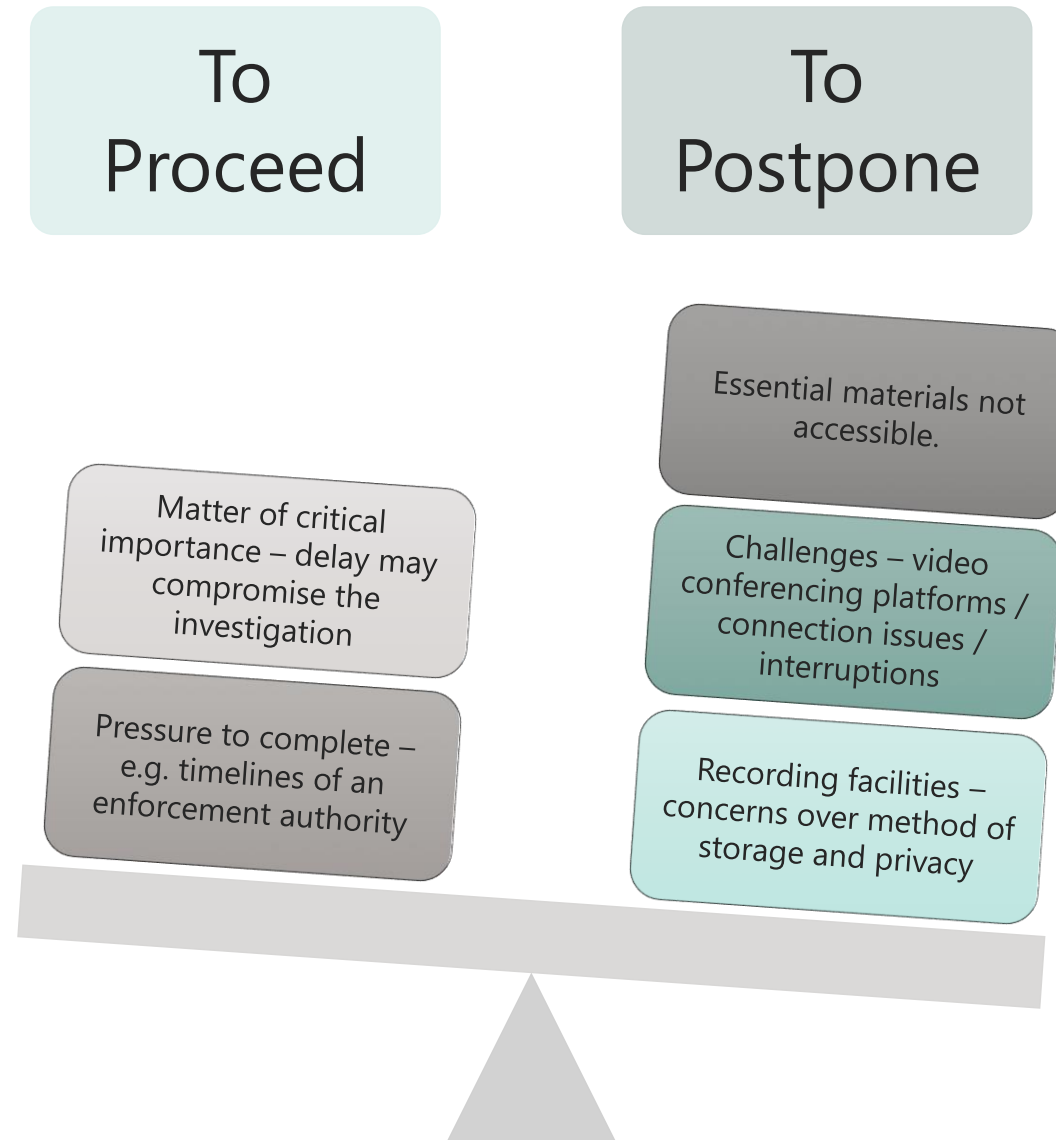 To
Proceed
To
Postpone
Matter of critical
importance – delay may
compromise the
investigation
Pressure to complete –
e.g. timelines of an
enforcement authority
Essential materials not
accessible.
Challenges – video
conferencing platforms /
connection issues /
interruptions
Recording facilities –
concerns over method of
storage and privacy